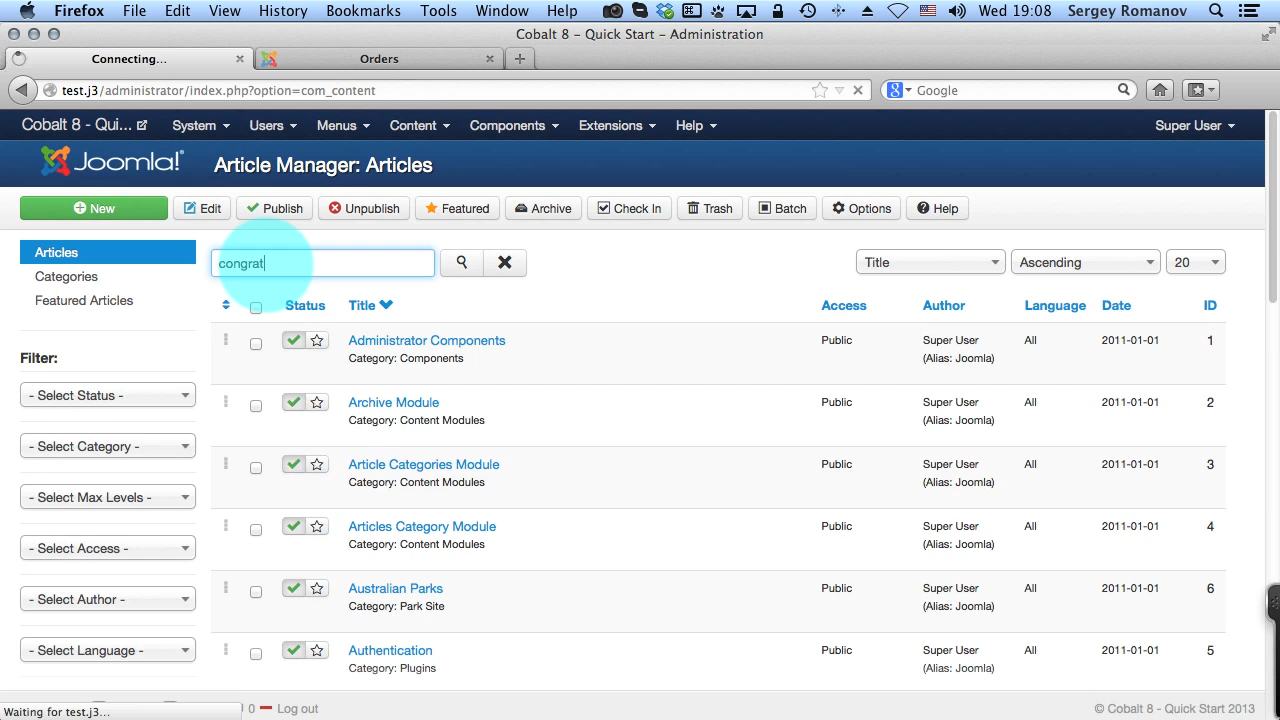 Firefox File Edit View History Bookmarks Tools Window Help Wed 19:08 Sergey Romanov
Cobalt 8 - Quick Start - Administration
Connecting... Orders
test.j3/administrator/index.php?option=com_content Google
Cobalt 8 - Qui... System Users Menus Content Components Extensions Help Super User
Joomla! Article Manager: Articles
New Edit Publish Unpublish Featured Archive Check In Trash Batch Options Help
Articles
Categories
Featured Articles
Filter:
- Select Status -
- Select Category -
- Select Max Levels -
- Select Access -
- Select Author -
- Select Language -
congrat Title Ascending 20
Status Title Access Author Language Date ID
Administrator Components Public Super User All 2011-01-01 1
Category: Components (Alias: Joomla)
Archive Module Public Super User All 2011-01-01 2
Category: Content Modules (Alias: Joomla)
Article Categories Module Public Super User All 2011-01-01 3
Category: Content Modules (Alias: Joomla)
Articles Category Module Public Super User All 2011-01-01 4
Category: Content Modules (Alias: Joomla)
Australian Parks Public Super User All 2011-01-01 6
Category: Park Site (Alias: Joomla)
Authentication Public Super User All 2011-01-01 5
Category: Plugins (Alias: Joomla)
Waiting for test.j3... 0 Log out © Cobalt 8 - Quick Start 2013